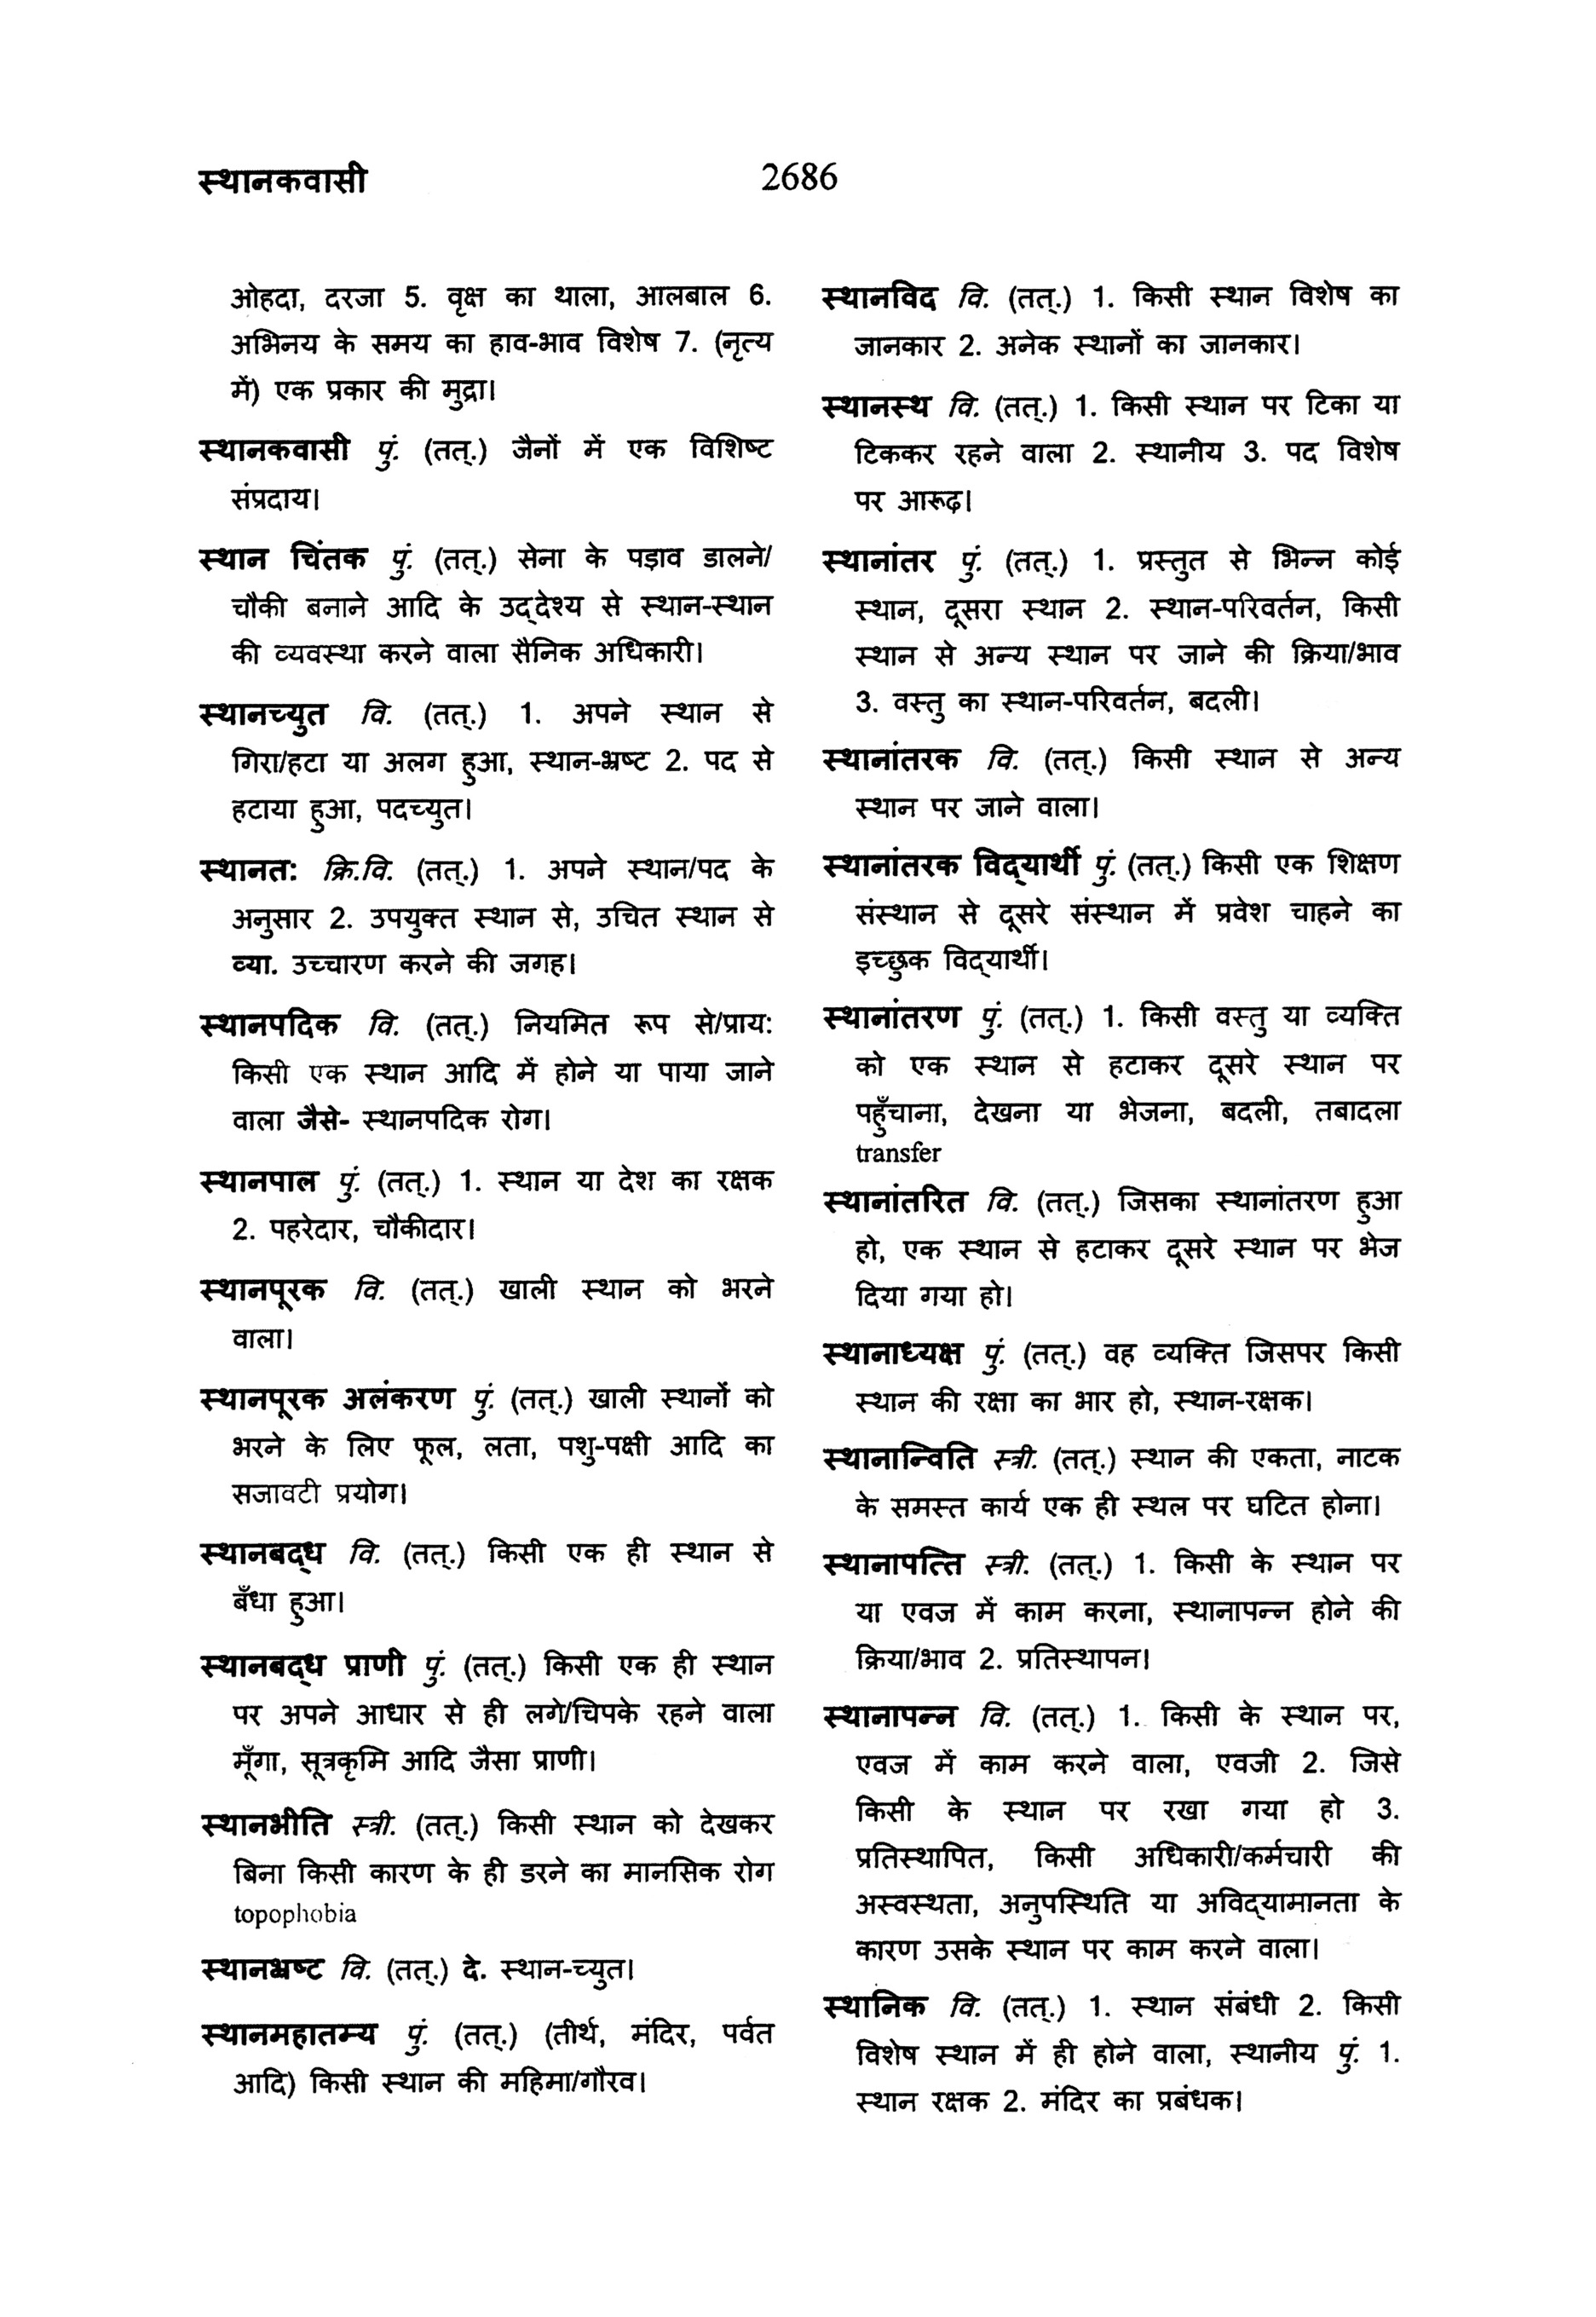 स्थानकवासी
2686
ओहदा, दरजा 5. वृक्ष का थाला, आलबाल 6.
अभिनय के समय का हाव-भाव विशेष 7. (नृत्य
में) एक प्रकार की मुद्रा।
स्थानकवासी पुं. (तत्.) जैनों में एक विशिष्ट
संप्रदाय।
स्थान चिंतक पुं. (तत्.) सेना के पड़ाव डालने/
चौकी बनाने आदि के उद्‌देश्य से स्थान-स्थान
की व्यवस्था करने वाला सैनिक अधिकारी।
स्थानच्युत वि. (तत्.) 1. अपने स्थान से
गिरा/हटा या अलग हुआ, स्थान-भ्रष्ट 2. पद से
हटाया हुआ, पदच्युत।
स्थानत: क्रि.वि. (तत्.) 1. अपने स्थान/पद के
अनुसार 2. उपयुक्त स्थान से, उचित स्थान से
व्या. उच्चारण करने की जगह।
स्थानपदिक वि. (तत्.) नियमित रूप से/प्राय:
किसी एक स्थान आदि में होने या पाया जाने
वाला जैसे- स्थानपदिक रोग।
स्थानपाल पुं. (तत्.) 1. स्थान या देश का रक्षक
2. पहरेदार, चौकीदार।
स्थानपूरक वि. (तत्.) खाली स्थान को भरने
वाला।
स्थानपूरक अलंकरण पुं. (तत्.) खाली स्थानों को
भरने के लिए फूल, लता, पशु-पक्षी आदि का
सजावटी प्रयोग।
स्थानबद्‌ध वि. (तत्.) किसी एक ही स्थान से
बँधा हुआ।
स्थानबद्‌ध प्राणी पुं. (तत्.) किसी एक ही स्थान
पर अपने आधार से ही लगे/चिपके रहने वाला
मूँगा, सूत्रकृमि आदि जैसा प्राणी।
स्थानभीति स्त्री. (तत्.) किसी स्थान को देखकर
बिना किसी कारण के ही डरने का मानसिक रोग
topophobia
स्थानभ्रष्ट वि. (तत्.) दे. स्थान-च्युत।
स्थानमहातम्य पुं. (तत्.) (तीर्थ, मंदिर, पर्वत
आदि) किसी स्थान की महिमा/गौरव।
स्थानविद वि. (तत्.) 1. किसी स्थान विशेष का
जानकार 2. अनेक स्थानों का जानकार।
स्थानस्थ वि. (तत्.) 1. किसी स्थान पर टिका या
टिककर रहने वाला 2. स्थानीय 3. पद विशेष
पर आरूढ़।
स्थानांतर पुं. (तत्.) 1. प्रस्तुत से भिन्न कोई
स्थान, दूसरा स्थान 2. स्थान-परिवर्तन, किसी
स्थान से अन्य स्थान पर जाने की क्रिया/भाव
3. वस्तु का स्थान-परिवर्तन, बदली।
स्थानांतरक वि. (तत्.) किसी स्थान से अन्य
स्थान पर जाने वाला।
स्थानांतरक विद्‌यार्थी पुं. (तत्.) किसी एक शिक्षण
संस्थान से दूसरे संस्थान में प्रवेश चाहने का
इच्छुक विद्‌यार्थी।
स्थानांतरण पुं. (तत्.) 1. किसी वस्तु या व्यक्ति
को एक स्थान से हटाकर दूसरे स्थान पर
पहुँचाना, देखना या भेजना, बदली, तबादला
transfer
स्थानांतरित वि. (तत्.) जिसका स्थानांतरण हुआ
हो, एक स्थान से हटाकर दूसरे स्थान पर भेज
दिया गया हो।
स्थानाध्यक्ष पुं. (तत्.) वह व्यक्ति जिसपर किसी
स्थान की रक्षा का भार हो, स्थान-रक्षक।
स्थानान्विति स्त्री. (तत्.) स्थान की एकता, नाटक
के समस्त कार्य एक ही स्थल पर घटित होना।
स्थानापत्ति स्त्री. (तत्.) 1. किसी के स्थान पर
या एवज में काम करना, स्थानापन्न होने की
क्रिया/भाव 2. प्रतिस्थापन।
स्थानापन्न वि. (तत्.) 1. किसी के स्थान पर,
एवज में काम करने वाला, एवजी 2. जिसे
किसी के स्थान पर रखा गया हो 3.
प्रतिस्थापित, किसी अधिकारी/कर्मचारी की
अस्वस्थता, अनुपस्थिति या अविद्‌यामानता के
कारण उसके स्थान पर काम करने वाला।
स्थानिक वि. (तत्.) 1. स्थान संबंधी 2. किसी
विशेष स्थान में ही होने वाला, स्थानीय पुं. 1.
स्थान रक्षक 2. मंदिर का प्रबंधक।